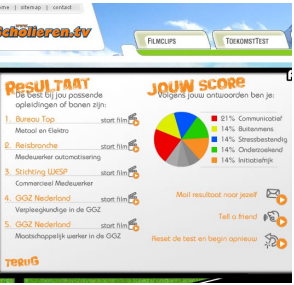 ome | sitemap | contact
www.
Scholieren.tv
FILMCLIPS
TOEKOMSTTEST
RESULTAAT
De best bij jou passende
opleidingen of banen zijn:
1. Bureau Top start film
Metaal en Elektro
2. Reisbranche start film
Medewerker automatisering
3. Stichting WESP start film
Commercieel Medewerker
4. GGZ Nederland start film
Verpleegkundige in de GGZ
5. GGZ Nederland start film
Maatschappelijk werker in de GGZ
TERUG
JOUW SCORE
Volgens jouw antwoorden ben je:
21% Communicatief
14% Buitenmens
14% Stressbestendig
14% Onderzoekend
14% Initiatiefrijk
Mail resultaat naar jezelf
Tell a friend
Reset de test en begin opnieuw